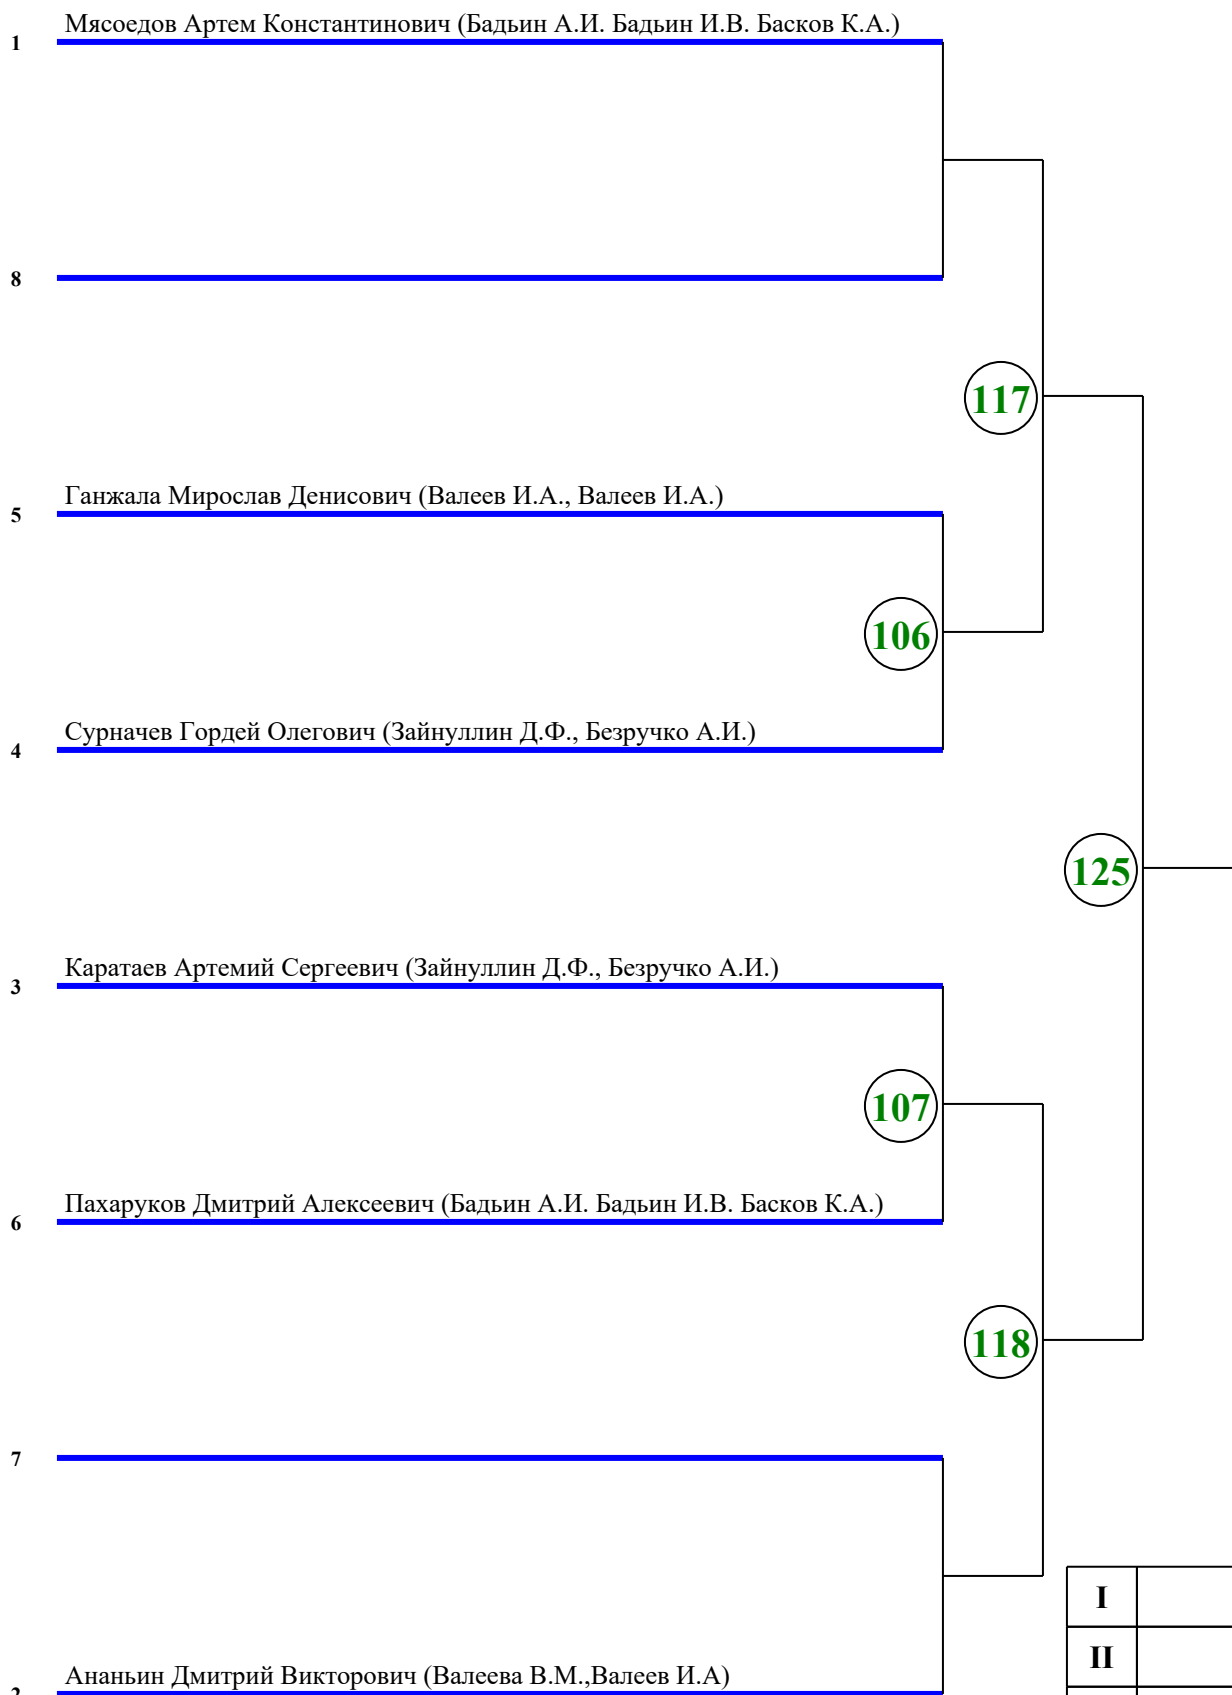 Мясоедов Артем Константинович (Бадьин А.И. Бадьин И.В. Басков К.А.)
1
8
117
Ганжала Мирослав Денисович (Валеев И.А., Валеев И.А.)
5
106
Сурначев Гордей Олегович (Зайнуллин Д.Ф., Безручко А.И.)
4
125
Каратаев Артемий Сергеевич (Зайнуллин Д.Ф., Безручко А.И.)
3
107
Пахаруков Дмитрий Алексеевич (Бадьин А.И. Бадьин И.В. Басков К.А.)
6
118
7
I
II
Ананьин Дмитрий Викторович (Валеева В.М.,Валеев И.А)
2